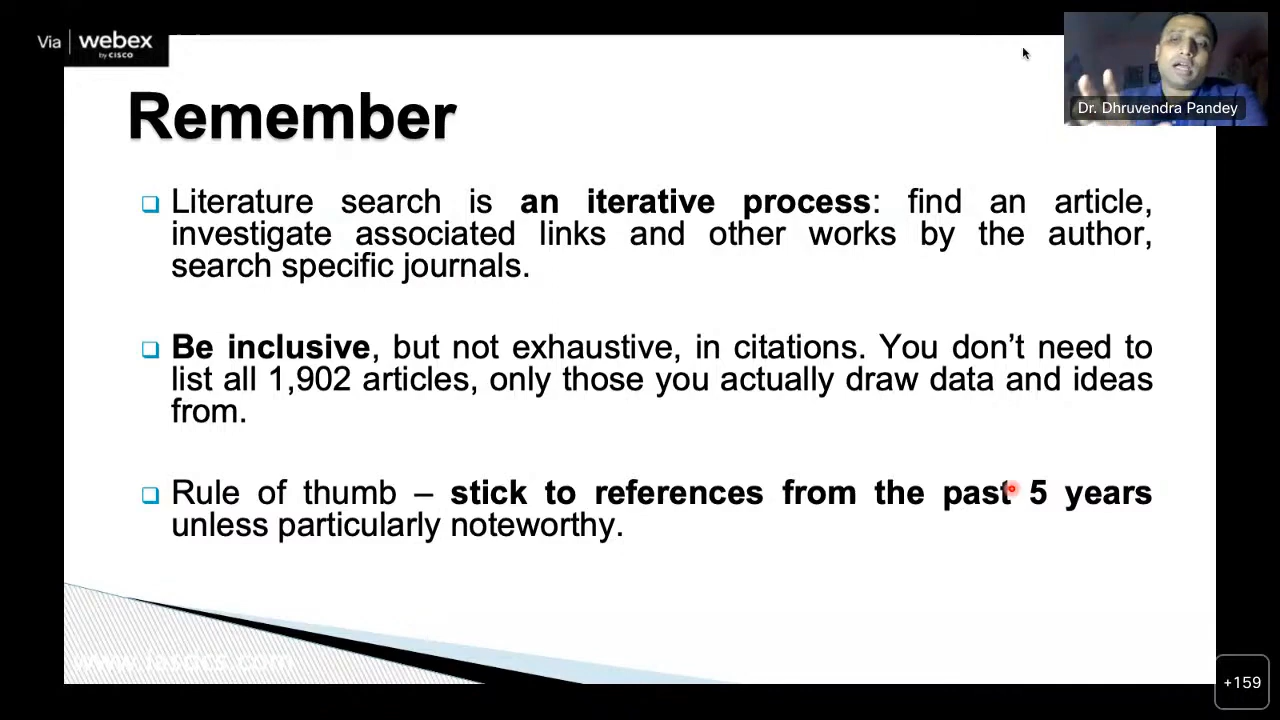 Via webex
by CISCO
Dr. Dhruvendra Pandey
Remember
Literature search is an iterative process: find an article,
investigate associated links and other works by the author,
search specific journals.
Be inclusive, but not exhaustive, in citations. You don’t need to
list all 1,902 articles, only those you actually draw data and ideas
from.
Rule of thumb – stick to references from the past 5 years
unless particularly noteworthy.
+159